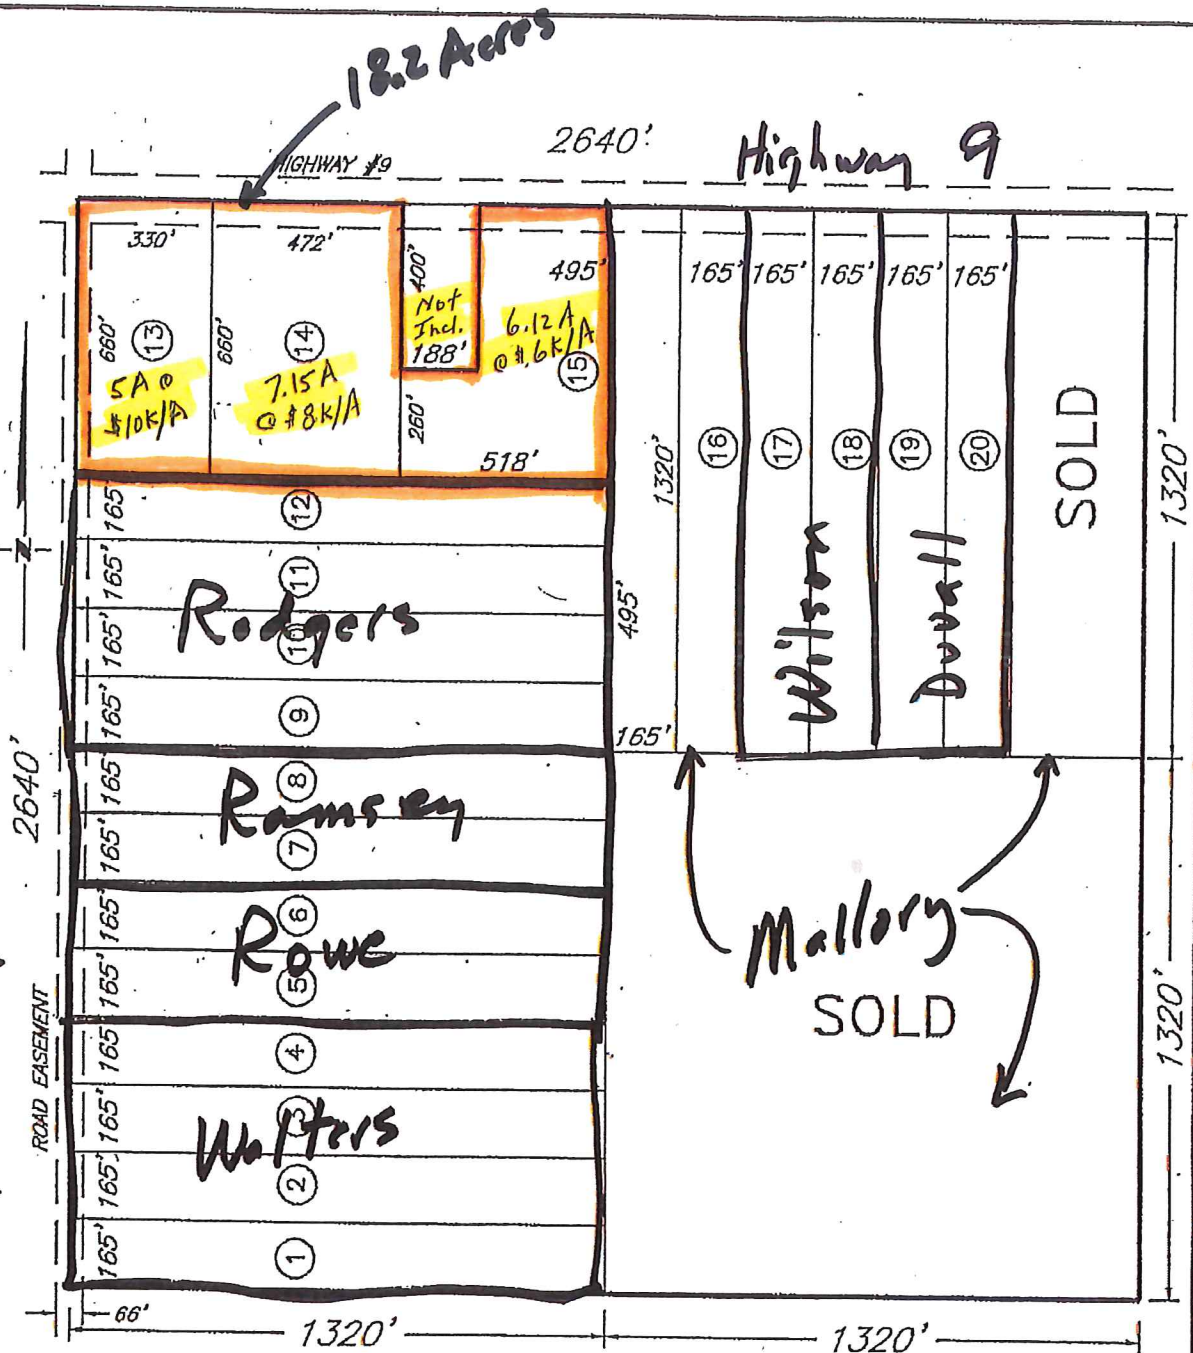 18.2 Acres
2640'
Highway 9
HIGHWAY #9
330'
472'
400'
495'
165'
165'
165'
165'
165'
Not
Incl.
188'
660'
13
660'
14
6.12 A
@ $6K/A
15
5A @
$10K/A
7.15A
@ $8K/A
260'
518'
1320'
16
17
18
19
20
SOLD
1320'
165'
12
165'
11
Rodgers
165'
10
165'
9
495'
165'
Wilson
Duvall
N
2640'
165'
8
Ramsey
165'
7
165'
6
Rowe
165'
5
Mallory
SOLD
1320'
ROAD EASEMENT
165'
4
165'
3
Walters
165'
2
165'
1
66'
1320'
1320'